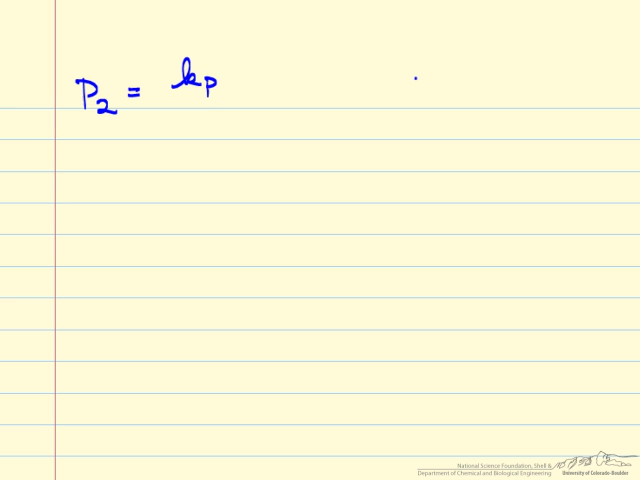 P₂ = kₚ
National Science Foundation, Shell &
Department of Chemical and Biological Engineering
University of Colorado-Boulder